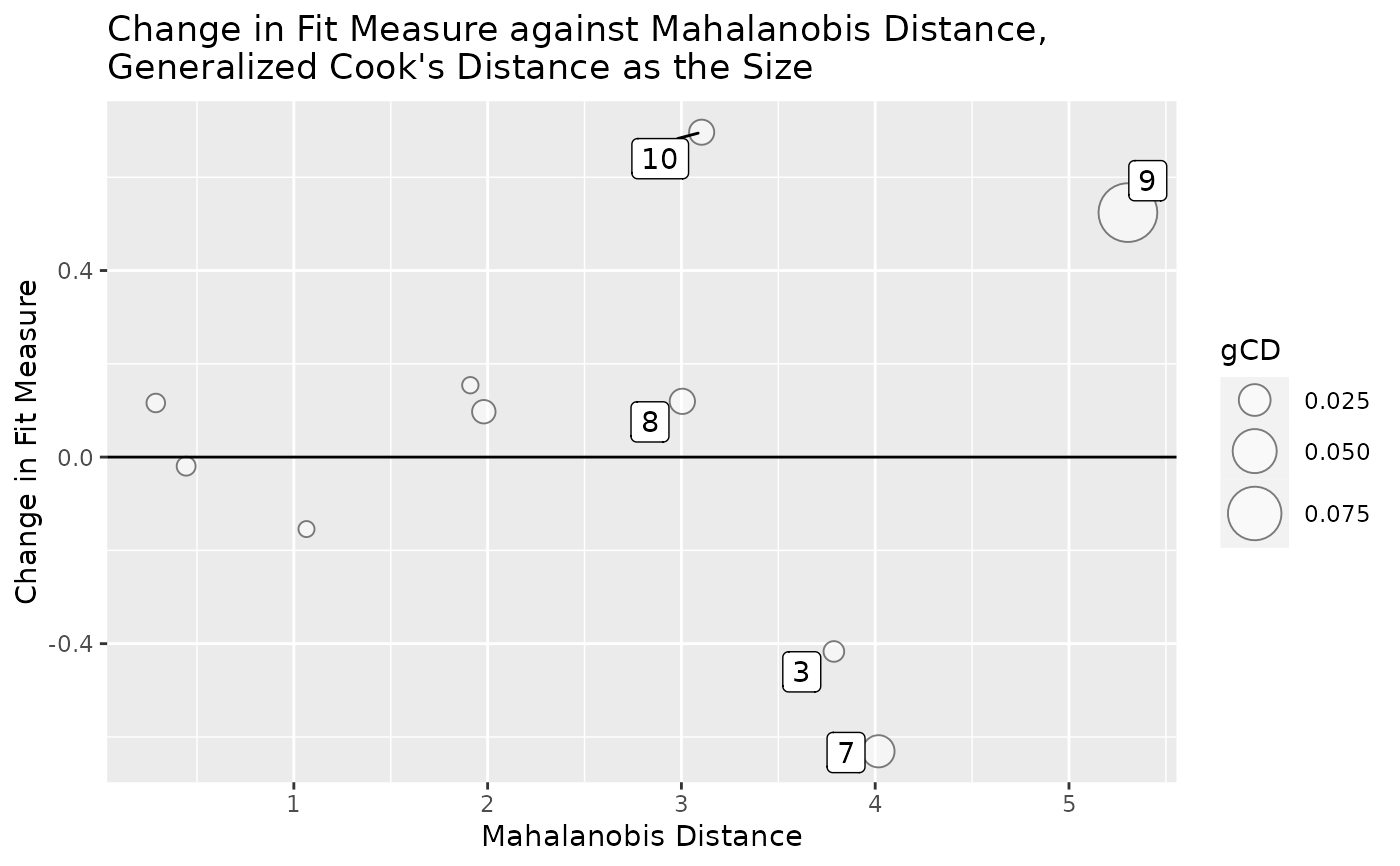 Change in Fit Measure against Mahalanobis Distance,
Generalized Cook's Distance as the Size
Change in Fit Measure
0.4
0.0
-0.4
10
9
8
3
7
1 2 3 4 5
Mahalanobis Distance
gCD
0.025
0.050
0.075